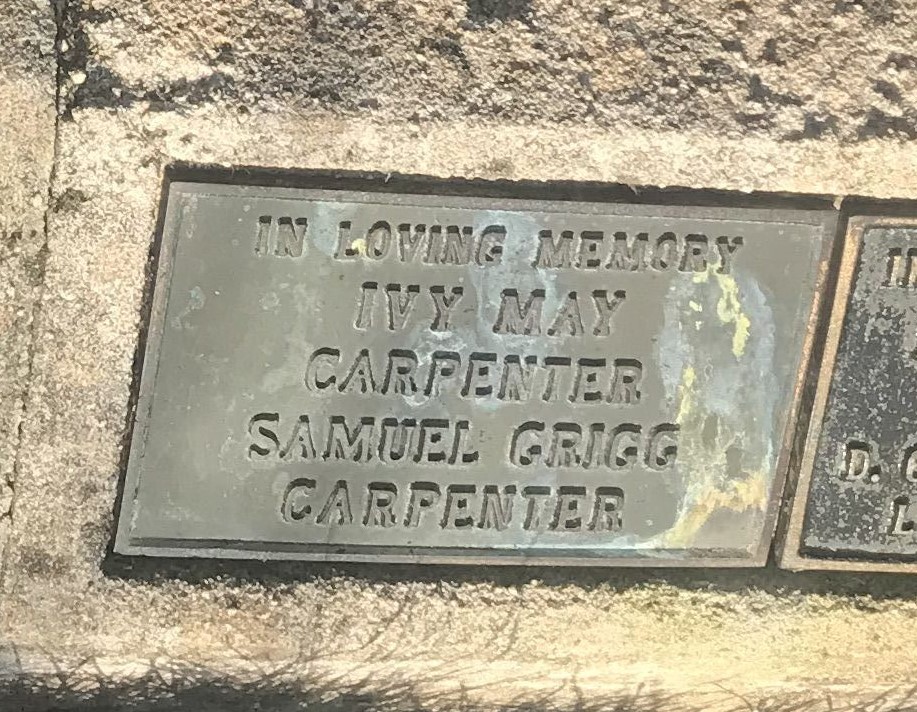 IN LOVING MEMORY
IVY MAY
CARPENTER
SAMUEL GRIGG
CARPENTER
D.